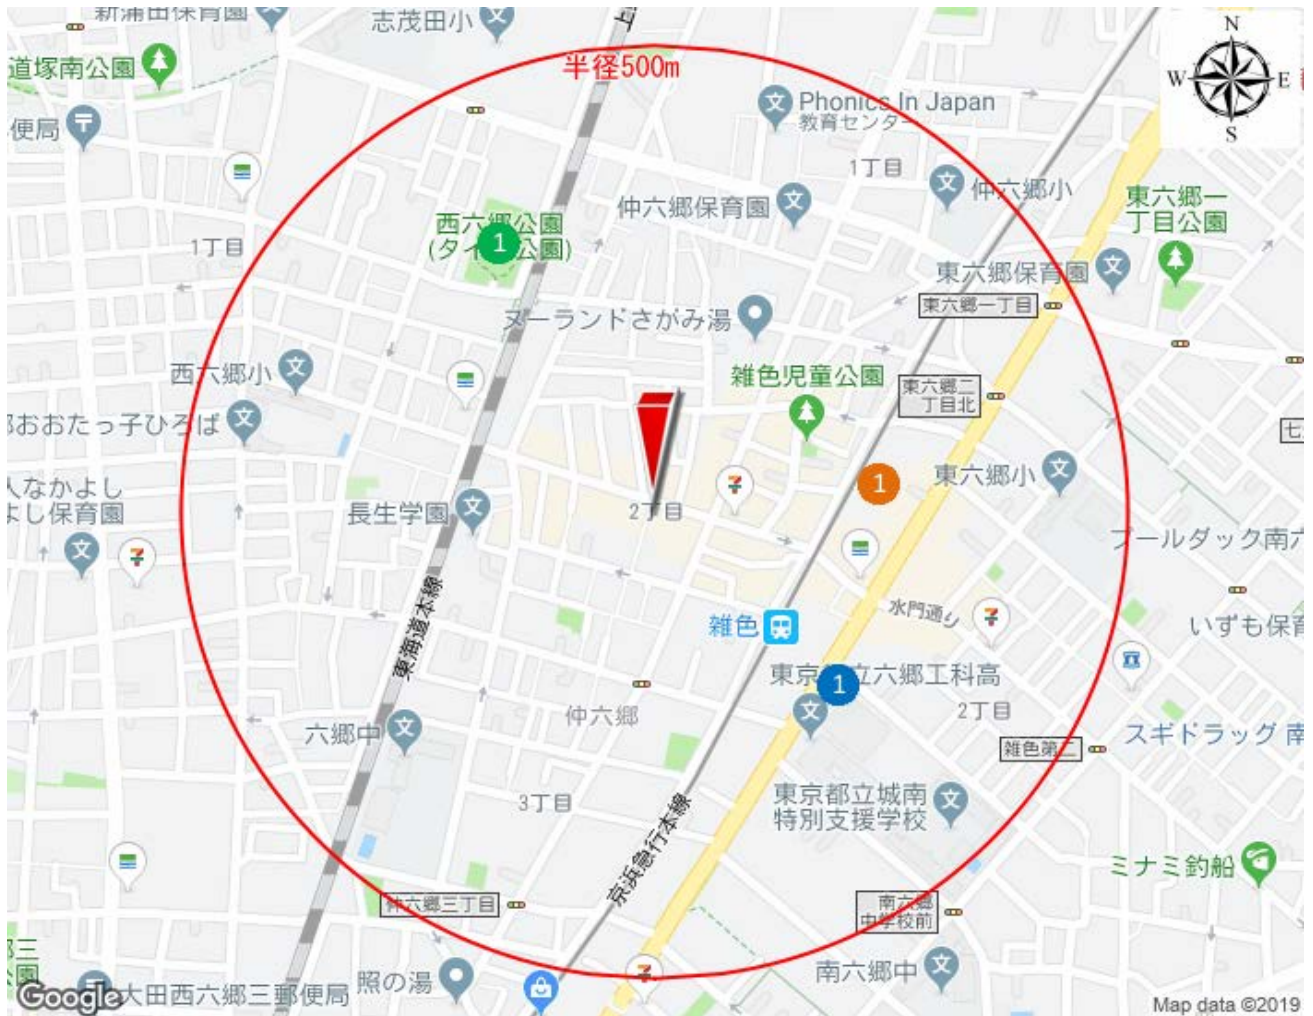 新蒲田保育園
志茂田小
N
W
E
S
道塚南公園
半径500m
Phonics In Japan
教育センター
便局
1丁目
仲六郷小
東六郷一
丁目公園
西六郷公園
1
仲六郷保育園
1丁目
東六郷保育園
東六郷一丁目
ヌーランドさがみ湯
西六郷小
雑色児童公園
東六郷二
丁目北
おおたっ子ひろば
七
東六郷小
1
なかよし
よし保育園
長生学園
2丁目
プールダック南六
東海道本線
水門通り
雑色
いずも保育
1
立六郷工科高
六郷中
仲六郷
2丁目
スギドラッグ 南
雑色第二
3丁目
東京都立城南
特別支援学校
京浜急行本線
ミナミ釣船
仲六郷三丁目
南六郷
中学校前
南六郷中
照の湯
大田西六郷三郵便局
Google
Map data ©2019